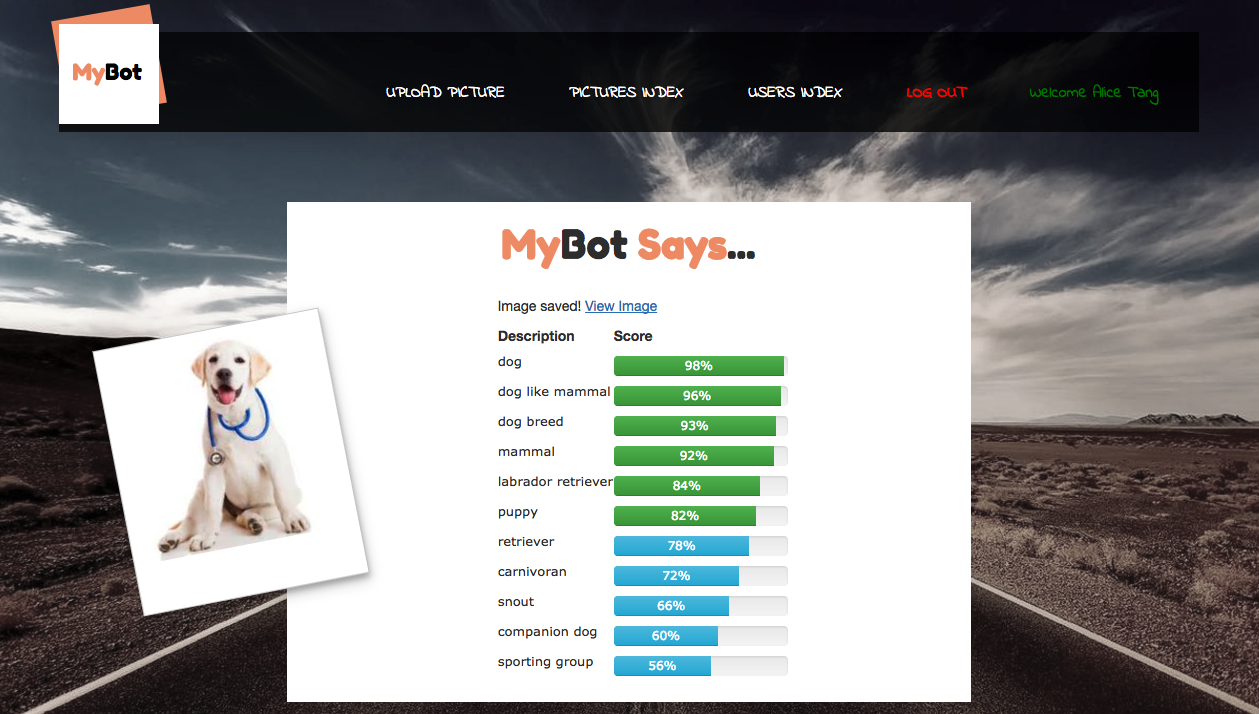 MyBot
UPLOAD PICTURE PICTURES INDEX USERS INDEX LOG OUT Welcome Alice Tang
MyBot Says...
Image saved! View Image
Description Score
dog 98%
dog like mammal 96%
dog breed 93%
mammal 92%
labrador retriever 84%
puppy 82%
retriever 78%
carnivoran 72%
snout 66%
companion dog 60%
sporting group 56%